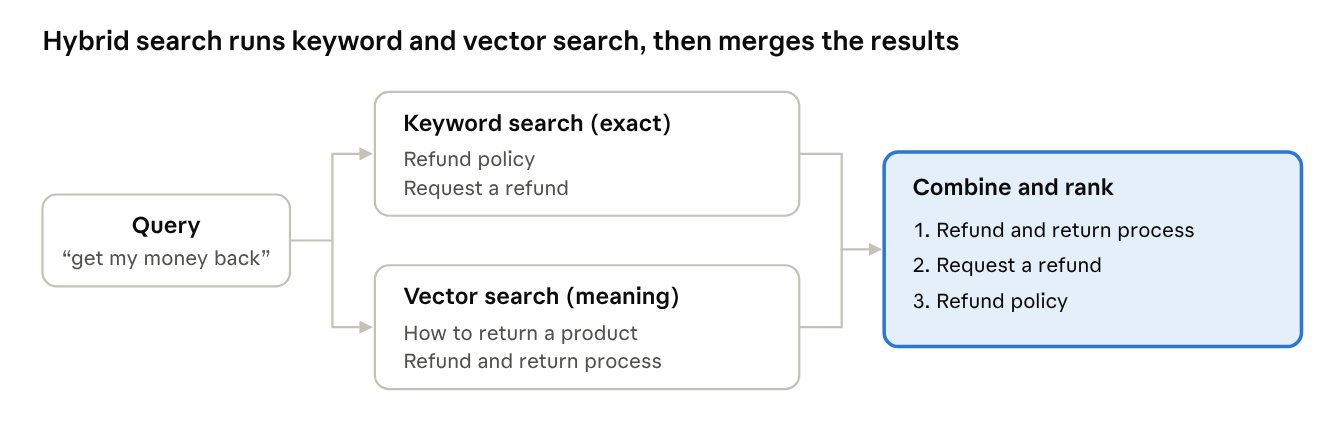 Hybrid search runs keyword and vector search, then merges the results
Query
“get my money back”
Keyword search (exact)
Refund policy
Request a refund
Vector search (meaning)
How to return a product
Refund and return process
Combine and rank
1. Refund and return process
2. Request a refund
3. Refund policy